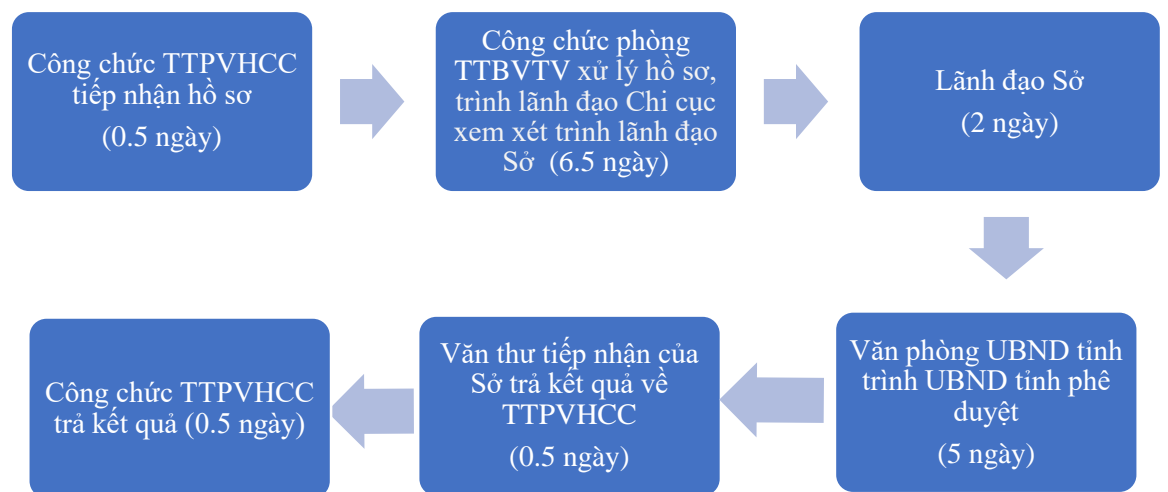 Công chức TTPVHCC
tiếp nhận hồ sơ
(0.5 ngày)
Công chức phòng
TTBVTV xử lý hồ sơ,
trình lãnh đạo Chi cục
xem xét trình lãnh đạo
Sở (6.5 ngày)
Lãnh đạo Sở
(2 ngày)
Văn phòng UBND tỉnh
trình UBND tỉnh phê
duyệt
(5 ngày)
Văn thư tiếp nhận của
Sở trả kết quả về
TTPVHCC
(0.5 ngày)
Công chức TTPVHCC
trả kết quả (0.5 ngày)